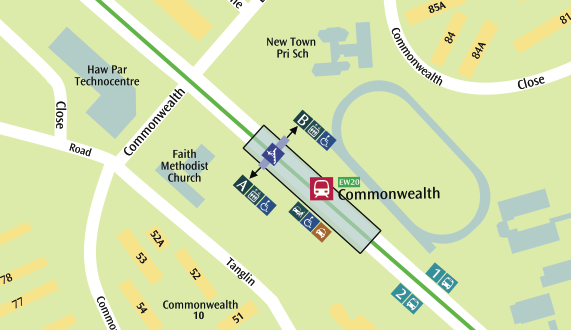 85A
84
84A
81
New Town
Pri Sch
Commonwealth
Close
Haw Par
Technocentre
Commonwealth
Close
Road
B
Faith
Methodist
Church
A
EW20
Commonwealth
52A
53
52
Tanglin
1
2
78
77
54
Commonwealth
10
51